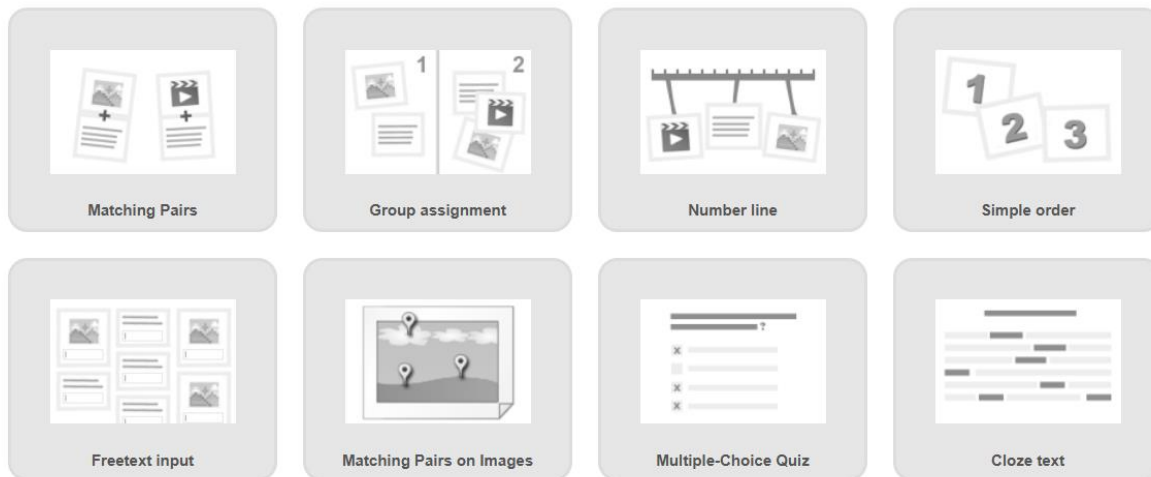 1
2
Matching Pairs
Group assignment
Number line
1
2
3
Simple order
Freetext input
Matching Pairs on Images
?
x
x
x
Multiple-Choice Quiz
Cloze text